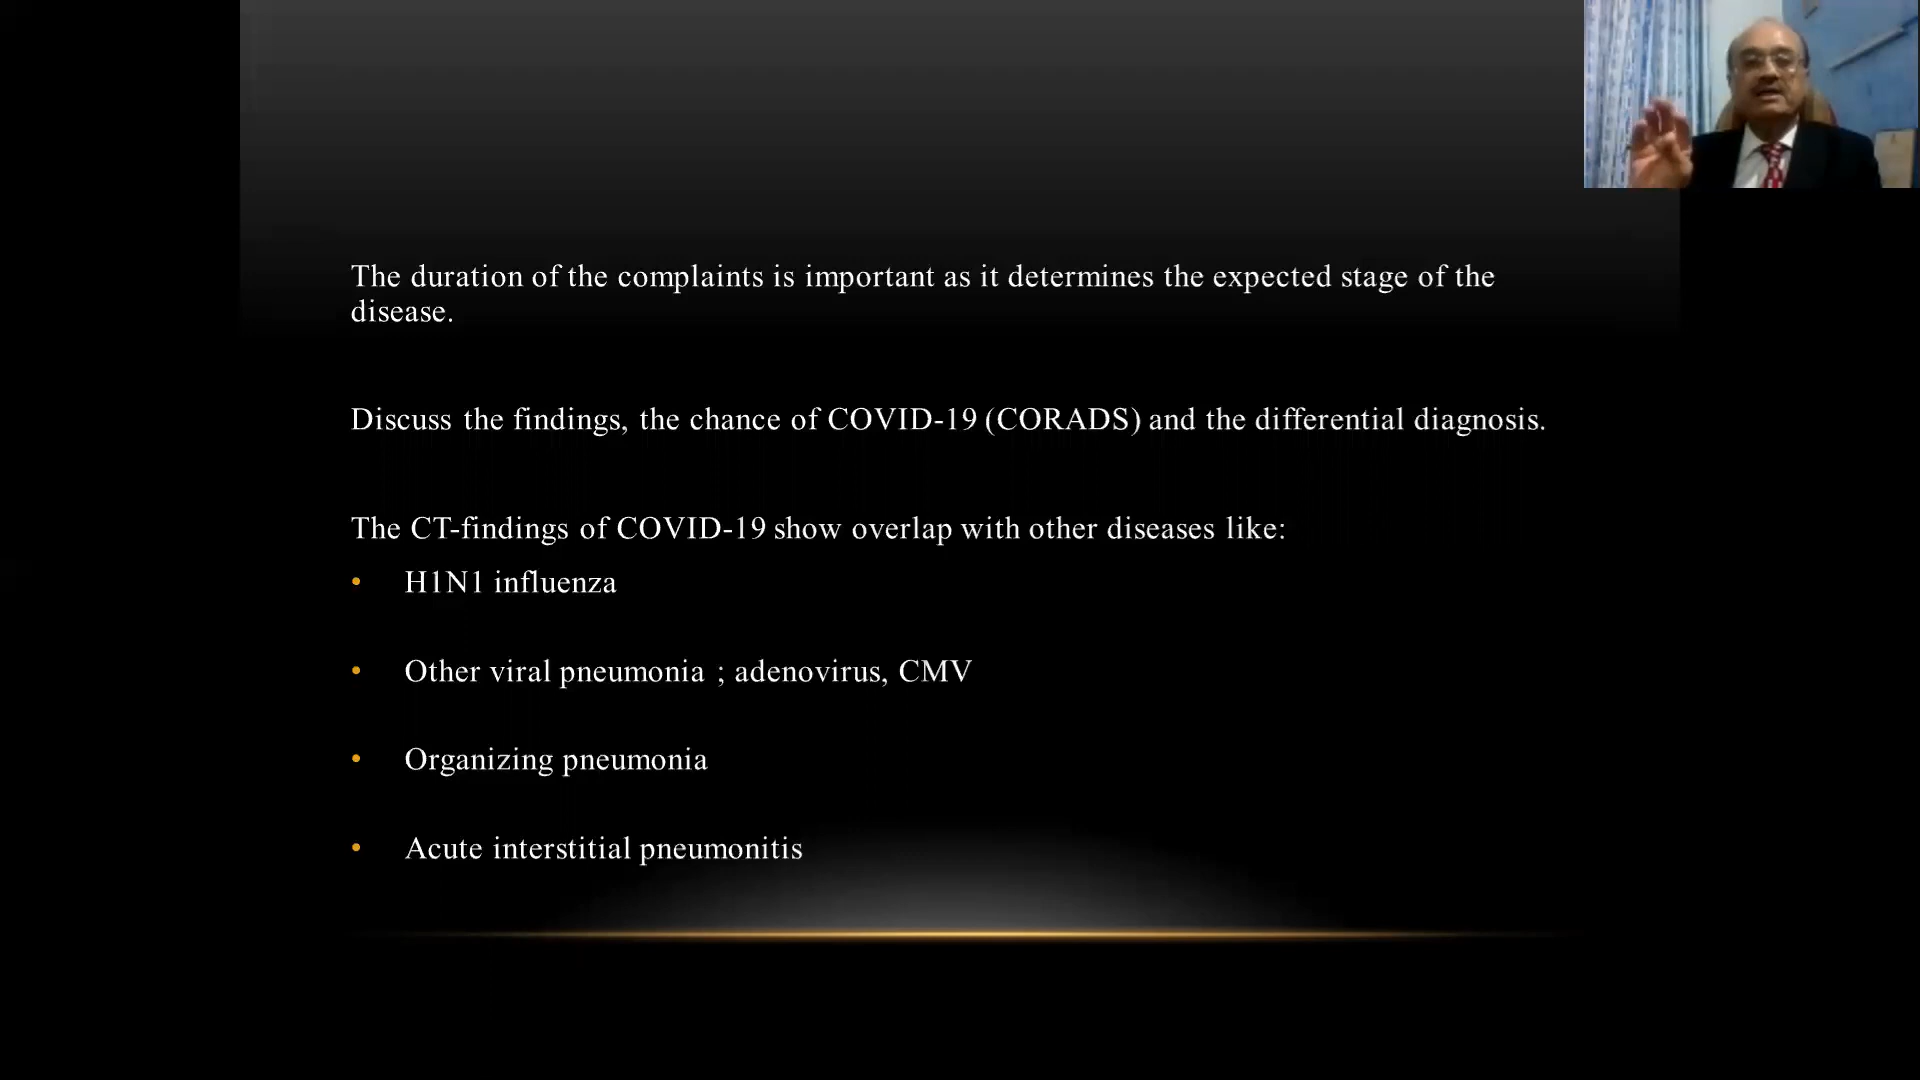 The duration of the complaints is important as it determines the expected stage of the
disease.
Discuss the findings, the chance of COVID-19 (CORADS) and the differential diagnosis.
The CT-findings of COVID-19 show overlap with other diseases like:
• H1N1 influenza
• Other viral pneumonia ; adenovirus, CMV
• Organizing pneumonia
• Acute interstitial pneumonitis